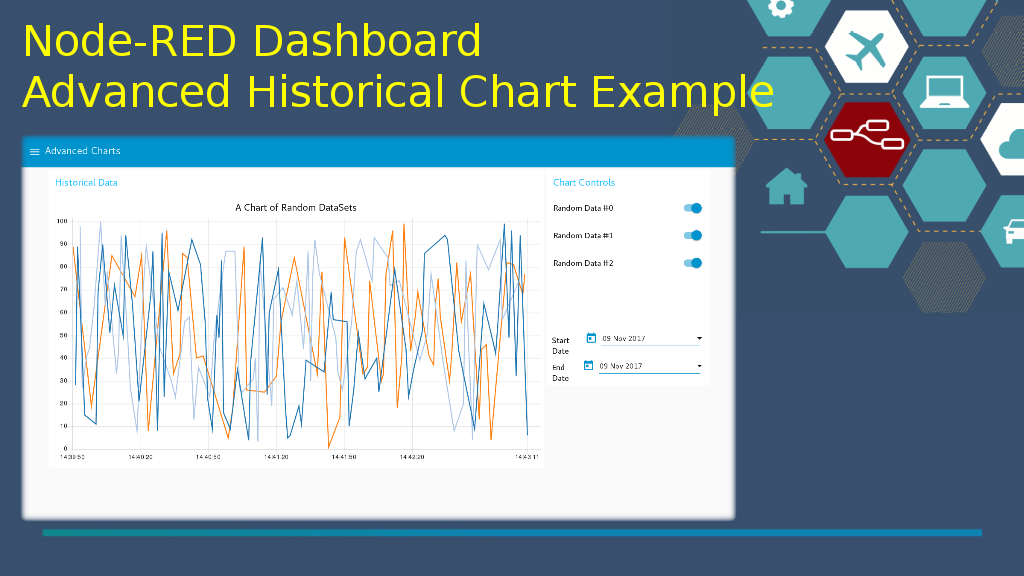 Node-RED Dashboard
Advanced Historical Chart Example
Advanced Charts
Historical Data
A Chart of Random DataSets
100
90
80
70
60
50
40
30
20
10
0
14:39:50
14:40:20
14:40:50
14:41:20
14:41:50
14:42:20
14:43:11
Chart Controls
Random Data #0
Random Data #1
Random Data #2
Start
Date
09 Nov 2017
End
Date
09 Nov 2017